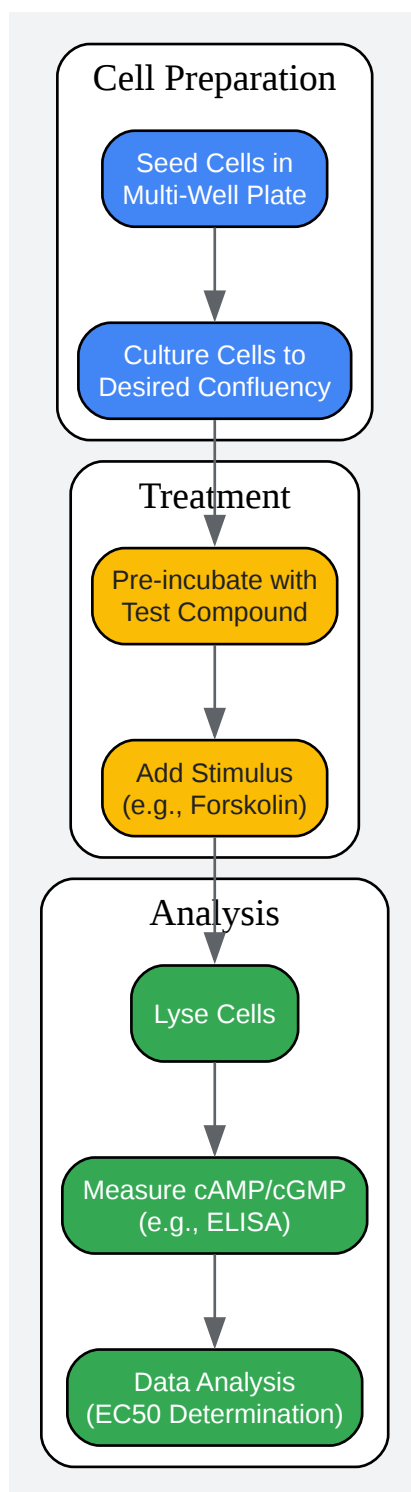 Cell Preparation
Seed Cells in
Multi-Well Plate
Culture Cells to
Desired Confluency
Treatment
Pre-incubate with
Test Compound
Add Stimulus
(e.g., Forskolin)
Analysis
Lyse Cells
Measure cAMP/cGMP
(e.g., ELISA)
Data Analysis
(EC50 Determination)